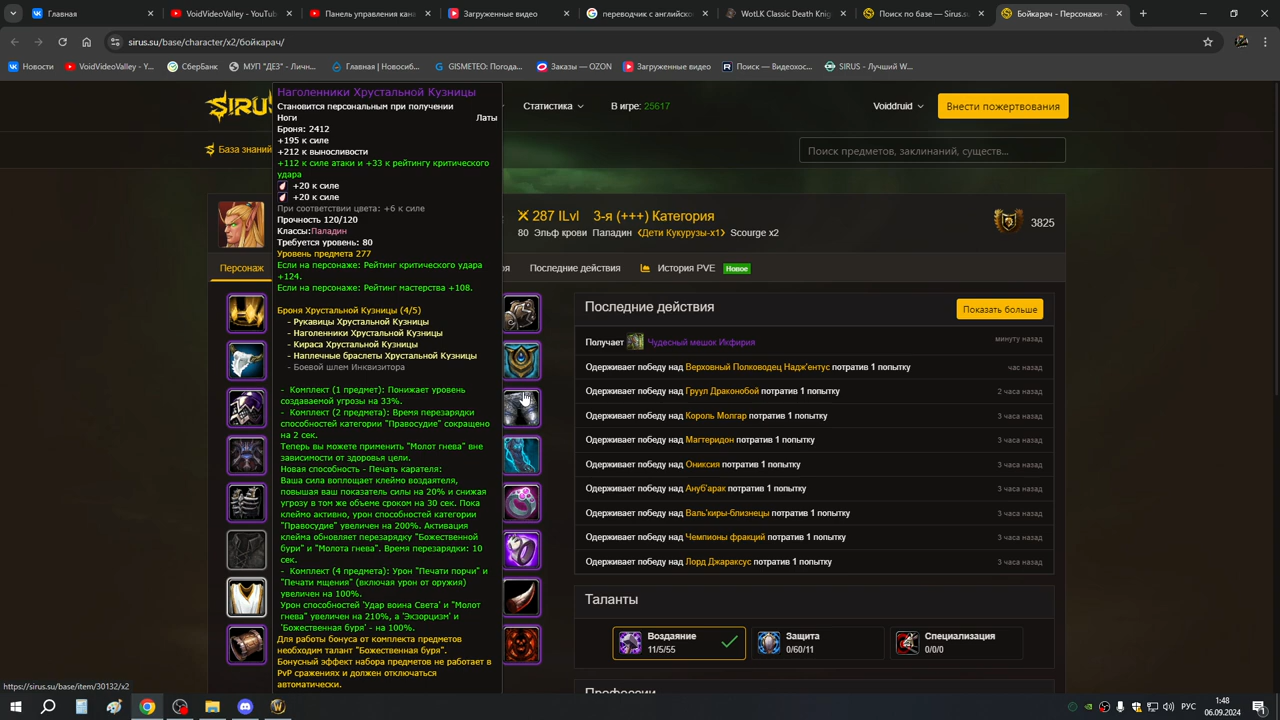 ВКонтакте
VoidVideoValley - YouTu
Панель управления кана
Загруженные видео
переводчик с английско
WotLK Classic Death Knig
Поиск по базе — Sirus.su
Бойкарач - Персонажи -
sirus.su/base/character/x2/бойкарач/
Новости
VoidVideoValley - Y...
СберБанк
МУП "ДЕЗ" - Личн...
Главная | Новосиб...
GISMETEO: Погода...
Заказы — OZON
Загруженные видео
Поиск — Видеохос...
SIRUS - Лучший W...
SIRUS
Статистика
В игре: 25617
Voiddruid
Внести пожертвования
База знаний
Поиск предметов, заклинаний, существ...
287 ILvl 3-я (+++) Категория
80 Эльф крови Паладин <Дети Кукурузы-x1> Scourge x2
3825
Персонаж
Последние действия
История PVE
Новое
Наголенники Хрустальной Кузницы
Становится персональным при получении
Ноги Латы
Броня: 2412
+195 к силе
+212 к выносливости
+112 к силе атаки и +33 к рейтингу критического
удара
+20 к силе
+20 к силе
При соответствии цвета: +6 к силе
Прочность 120/120
Классы:Паладин
Требуется уровень: 80
Уровень предмета 277
Если на персонаже: Рейтинг критического удара
+124.
Если на персонаже: Рейтинг мастерства +108.
Броня Хрустальной Кузницы (4/5)
- Рукавицы Хрустальной Кузницы
- Наголенники Хрустальной Кузницы
- Кираса Хрустальной Кузницы
- Наплечные браслеты Хрустальной Кузницы
- Боевой шлем Инквизитора
- Комплект (1 предмет): Понижает уровень
создаваемой угрозы на 33%.
- Комплект (2 предмета): Время перезарядки
способностей категории "Правосудие" сокращено
на 2 сек.
Теперь вы можете применить "Молот гнева" вне
зависимости от здоровья цели.
Новая способность - Печать карателя:
Ваша сила воплощает клеймо воздаятеля,
повышая ваш показатель силы на 20% и снижая
угрозу в том же объеме сроком на 30 сек. Пока
клеймо активно, урон способностей категории
"Правосудие" увеличен на 200%. Активация
клейма обновляет перезарядку "Божественной
бури" и "Молота гнева". Время перезарядки: 10
сек.
- Комплект (4 предмета): Урон "Печати порчи" и
"Печати мщения" (включая урон от оружия)
увеличен на 100%.
Урон способностей 'Удар воина Света' и "Молот
гнева" увеличен на 210%, а 'Экзорцизм' и
'Божественная буря' - на 100%.
Для работы бонуса от комплекта предметов
необходим талант "Божественная буря".
Бонусный эффект набора предметов не работает в
PvP сражениях и должен отключаться
автоматически.
Последние действия
Показать больше
Получает Чудесный мешок Икфирия минуту назад
Одерживает победу над Верховный Полководец Надж'ентус потратив 1 попытку час назад
Одерживает победу над Груул Драконобой потратив 1 попытку 2 часа назад
Одерживает победу над Король Молгар потратив 1 попытку 3 часа назад
Одерживает победу над Магтеридон потратив 1 попытку 3 часа назад
Одерживает победу над Ониксия потратив 1 попытку 3 часа назад
Одерживает победу над Ануб'арак потратив 1 попытку 3 часа назад
Одерживает победу над Валь'киры-близнецы потратив 1 попытку 3 часа назад
Одерживает победу над Чемпионы фракций потратив 1 попытку 3 часа назад
Одерживает победу над Лорд Джараксус потратив 1 попытку 3 часа назад
Таланты
Воздаяние
11/5/55
Защита
0/60/11
Специализация
0/0/0
Профессии
https://sirus.su/base/item/30132/x2
РУС
1:48
06.09.2024